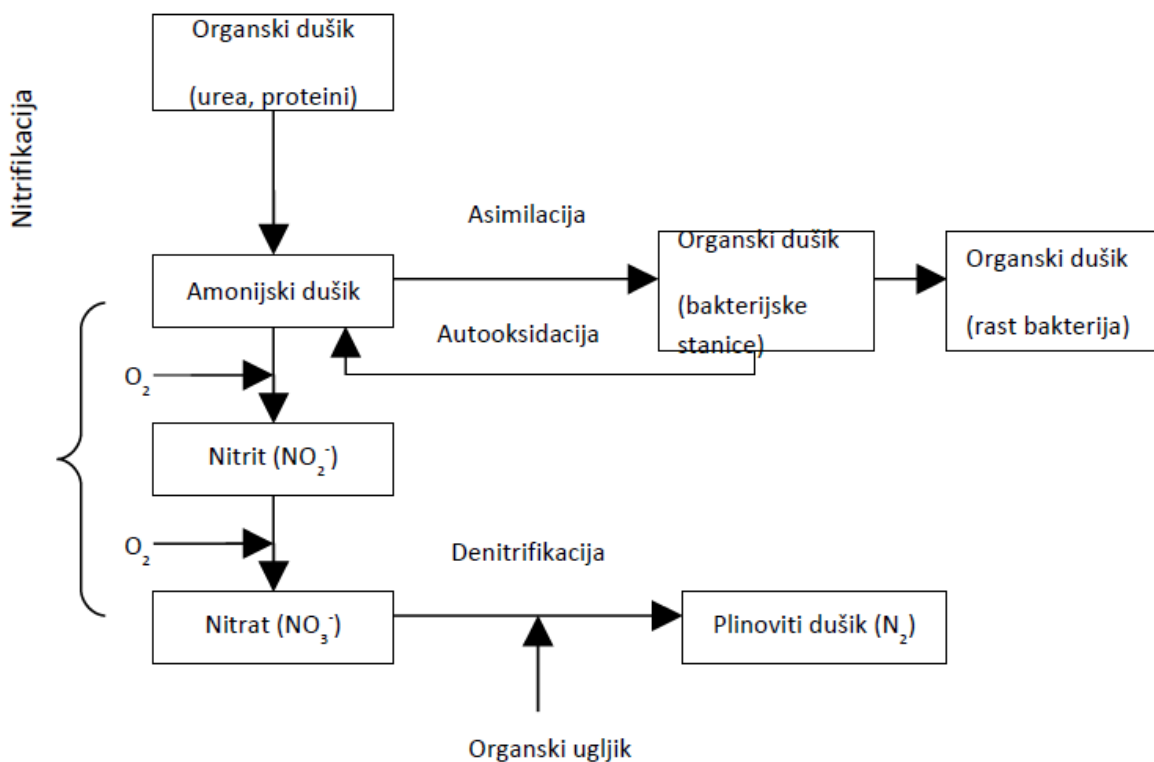 Organski dušik
(urea, proteini)
Nitrifikacija
Asimilacija
Organski dušik
(bakterijske
stanice)
Organski dušik
(rast bakterija)
Amonijski dušik
Autooksidacija
O₂
Nitrit (NO₂⁻)
O₂
Denitrifikacija
Nitrat (NO₃⁻)
Plinoviti dušik (N₂)
Organski ugljik